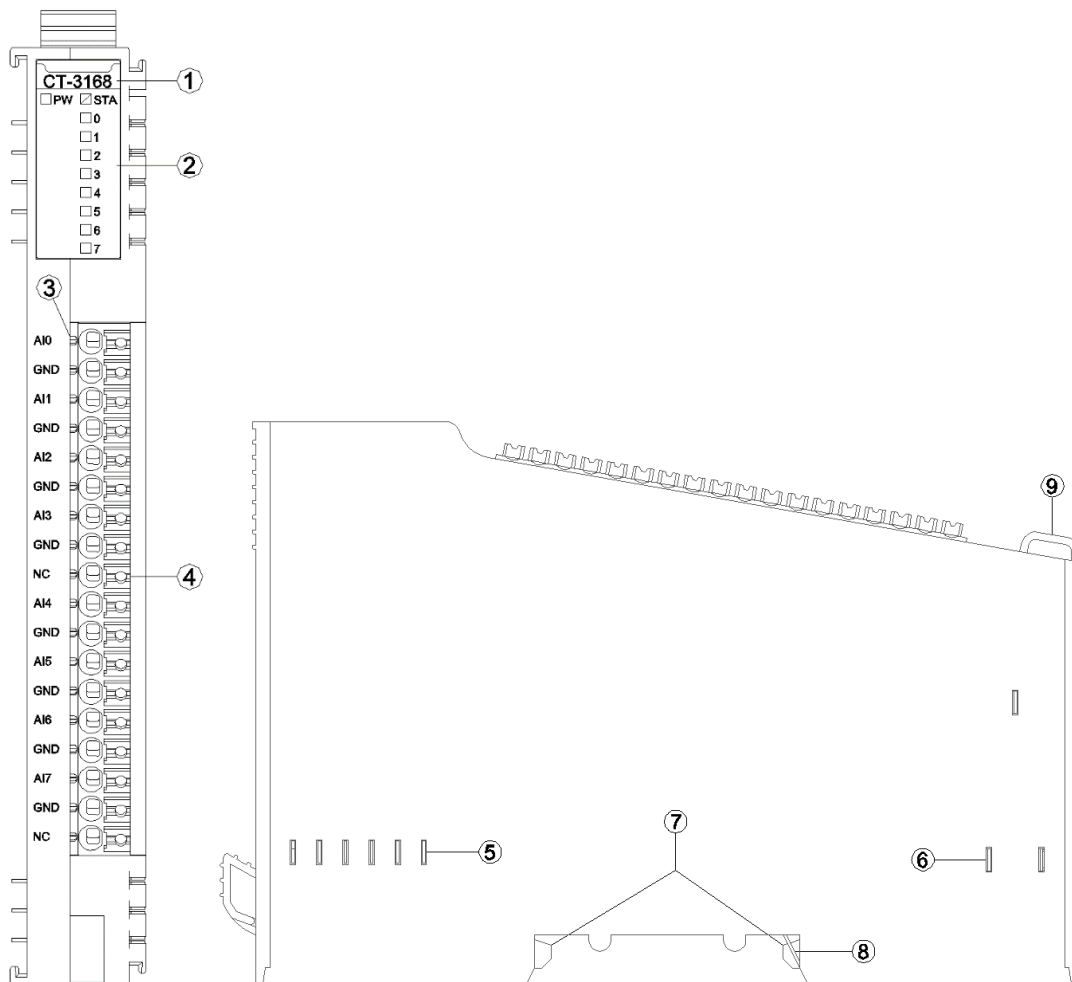 CT-3168 1
PW STA
0
1
2 2
3
4
5
6
7
3
AI0
GND
AI1
GND
AI2
GND
AI3 9
GND
NC 4
AI4
GND
AI5
GND
AI6
GND
AI7
GND
7
NC
5 6
8